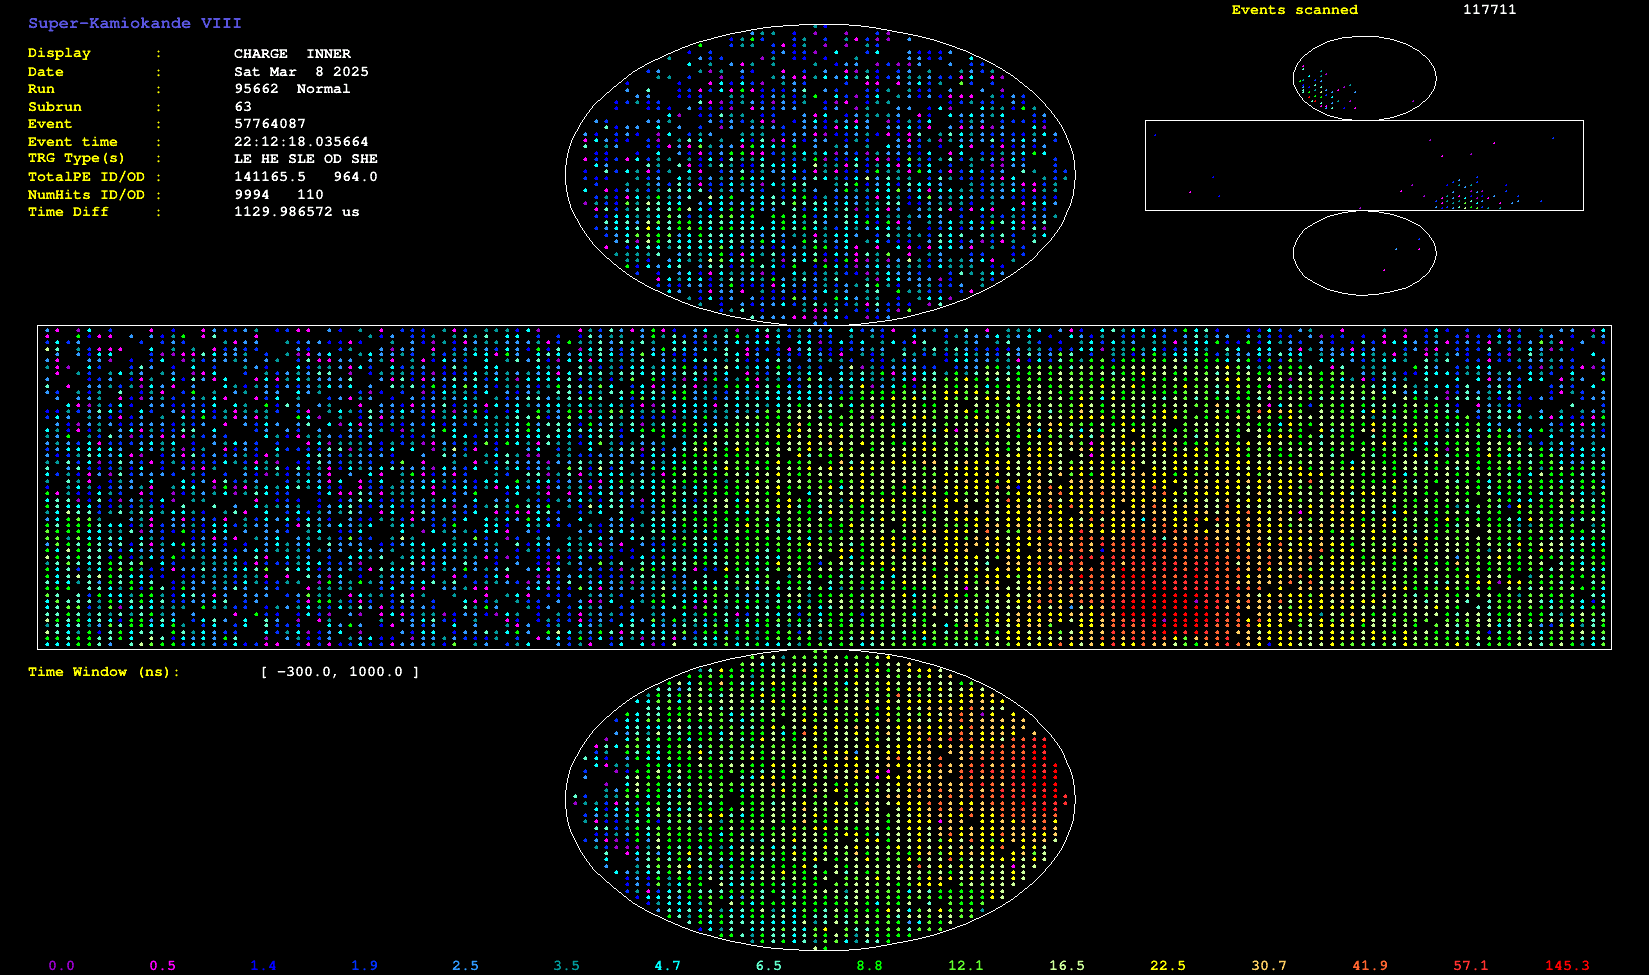 Super-Kamiokande VIII
Display : CHARGE INNER
Date : Sat Mar 8 2025
Run : 95662 Normal
Subrun : 63
Event : 57764087
Event time : 22:12:18.035664
TRG Type(s) : LE HE SLE OD SHE
TotalPE ID/OD : 141165.5 964.0
NumHits ID/OD : 9994 110
Time Diff : 1129.986572 us
Events scanned 117711
Time Window (ns): [ -300.0, 1000.0 ]
0.0 0.5 1.4 1.9 2.5 3.5 4.7 6.5 8.8 12.1 16.5 22.5 30.7 41.9 57.1 145.3